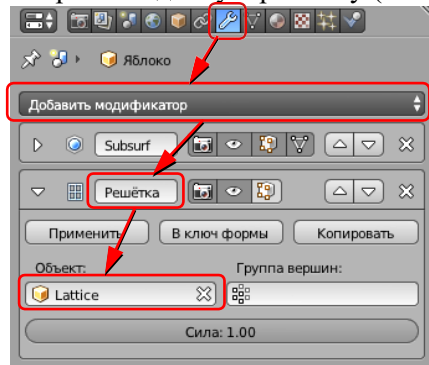 Яблоко
Добавить модификатор
Subsurf
Решётка
Применить В ключ формы Копировать
Объект: Группа вершин:
Lattice
Сила: 1.00